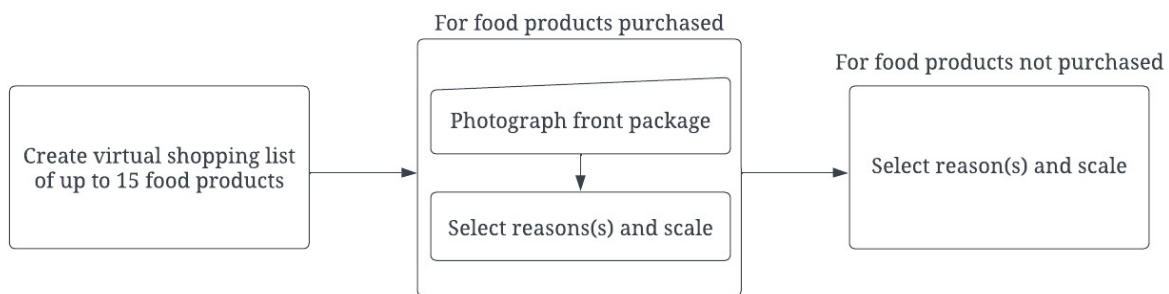 For food products purchased
For food products not purchased
Create virtual shopping list
of up to 15 food products
Photograph front package
Select reasons(s) and scale
Select reason(s) and scale